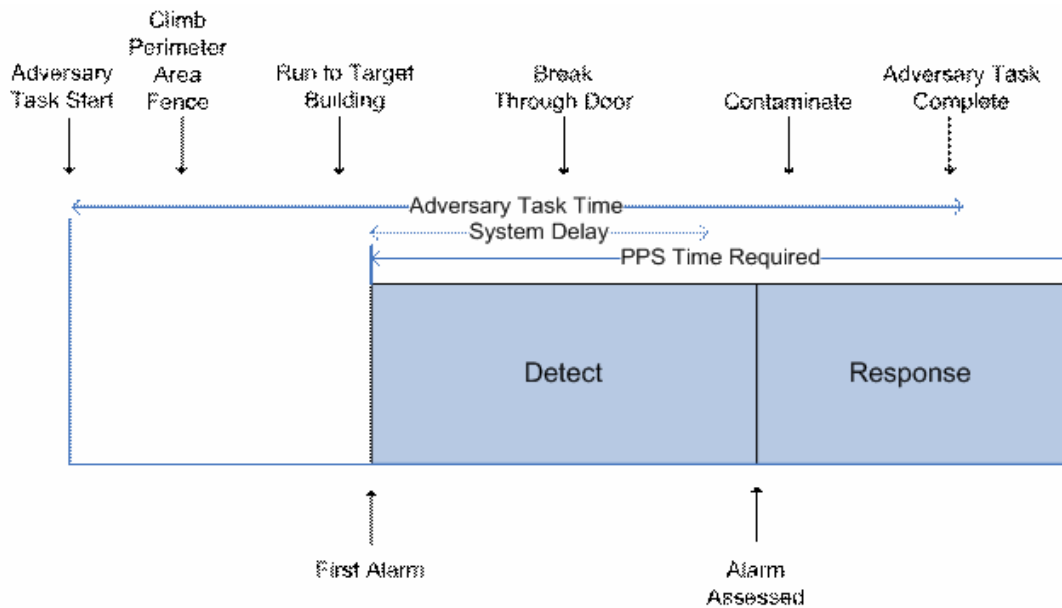 Adversary
Task Start
Climb
Perimeter
Area
Fence
Run to Target
Building
Break
Through Door
Contaminate
Adversary Task
Complete
Adversary Task Time
System Delay
PPS Time Required
Detect
Response
First Alarm
Alarm
Assessed